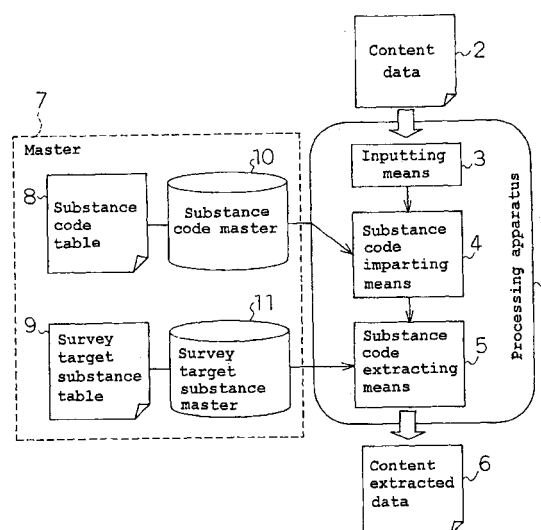 Content
data
2
7
Master
10
8
Substance
code
table
Substance
code master
Inputting
means
3
Substance
code
imparting
means
4
Processing apparatus
11
9
Survey
target
substance
table
Survey
target
substance
master
Substance
code
extracting
means
5
Content
extracted
data
6